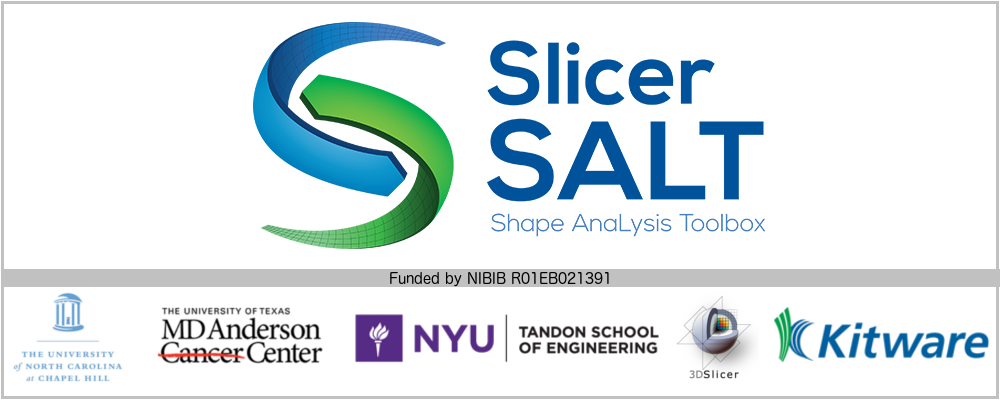 Slicer
SALT
Shape AnaLysis Toolbox
Funded by NIBIB R01EB021391
THE UNIVERSITY
of NORTH CAROLINA
at CHAPEL HILL
THE UNIVERSITY OF TEXAS
MD Anderson
Cancer Center
NYU
TANDON SCHOOL
OF ENGINEERING
3DSlicer
Kitware